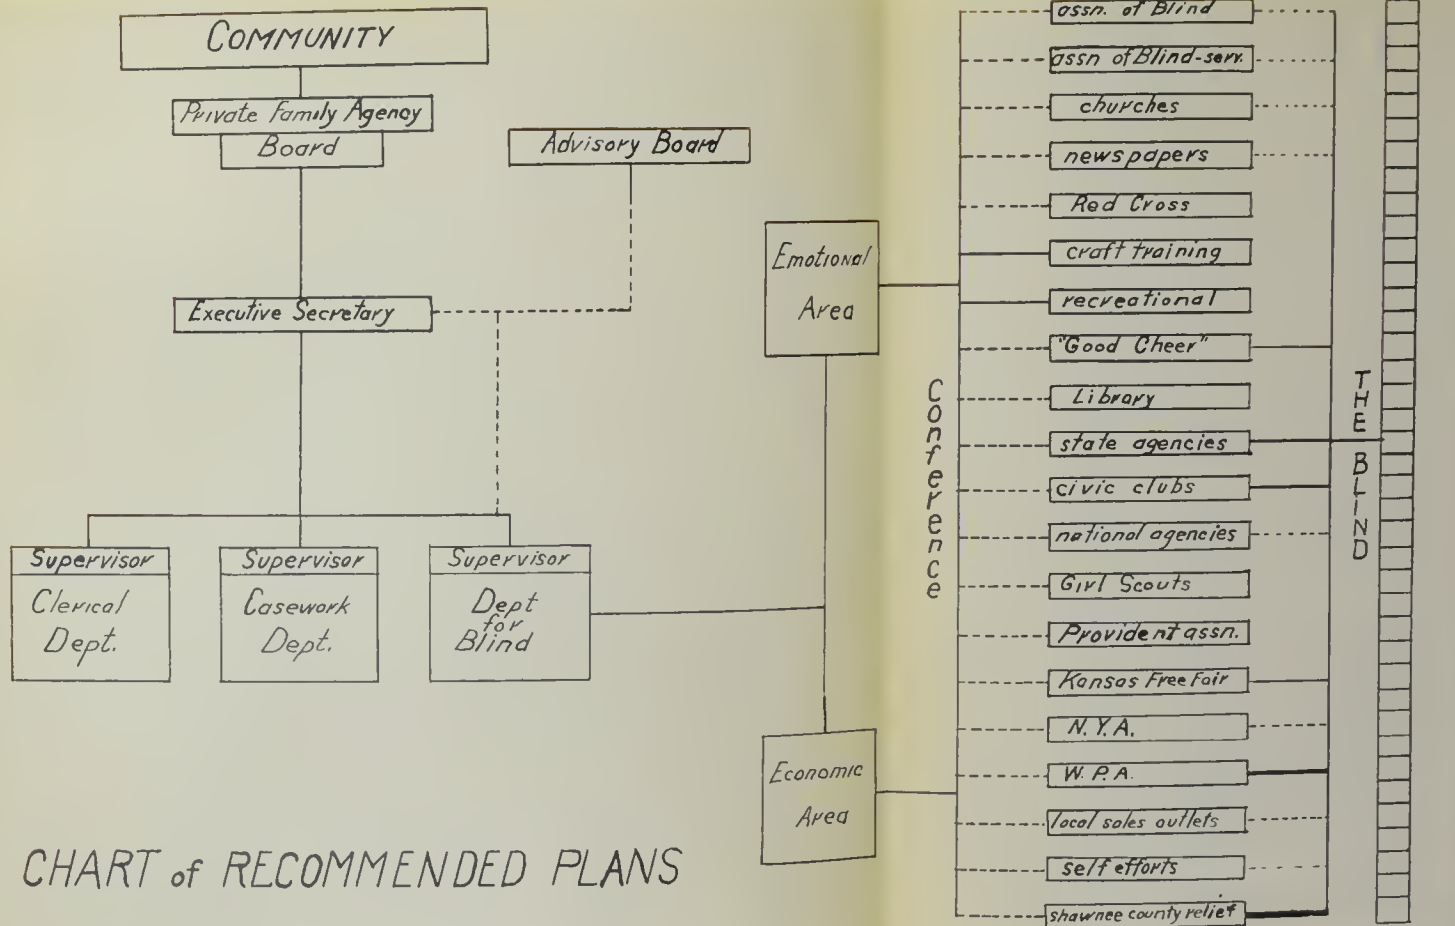 COMMUNITY
Private Family Agency
Board
Advisory Board
Executive Secretary
Supervisor
Clerical
Dept.
Supervisor
Casework
Dept.
Supervisor
Dept
for
Blind
Emotional
Area
Economic
Area
Conference
assn. of Blind
assn of Blind-serv.
churches
newspapers
Red Cross
craft training
recreational
"Good Cheer"
Library
state agencies
civic clubs
national agencies
Girl Scouts
Provident assn.
Kansas Free Fair
N.Y.A.
W.P.A.
local sales outlets
self efforts
shawnee county relief
THE BLIND
CHART of RECOMMENDED PLANS